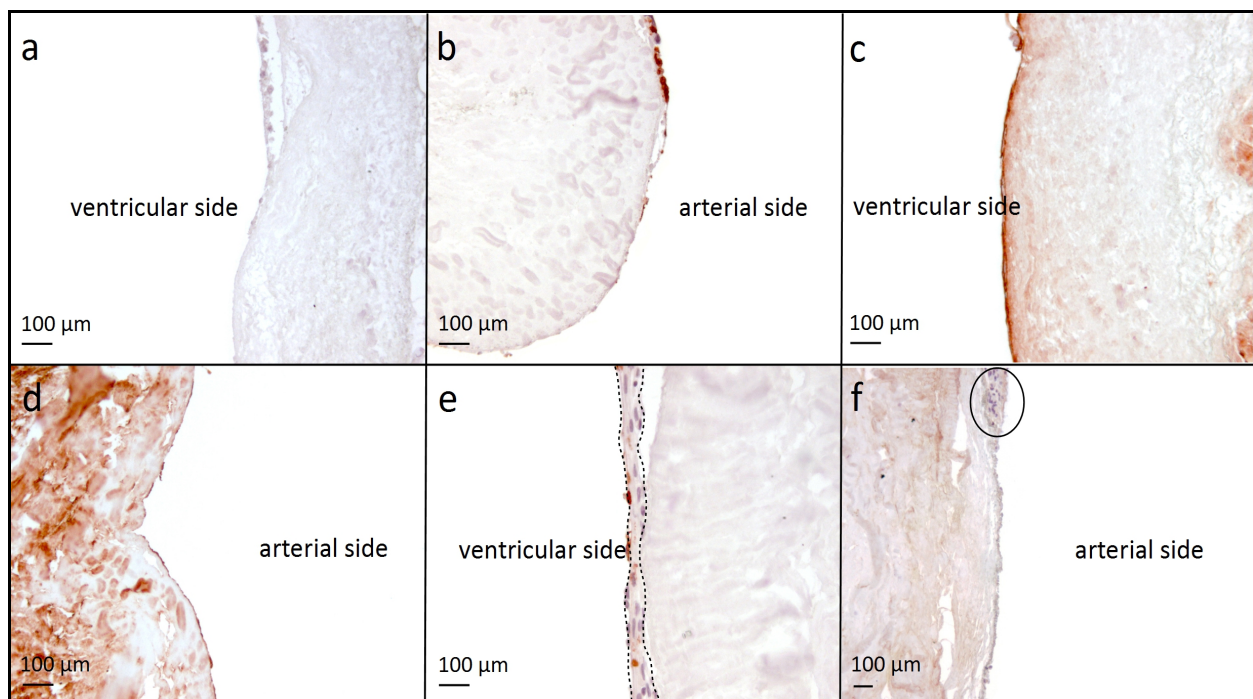 a
ventricular side
100 µm
b
arterial side
100 µm
c
ventricular side
100 µm
d
arterial side
100 µm
e
ventricular side
100 µm
f
arterial side
100 µm